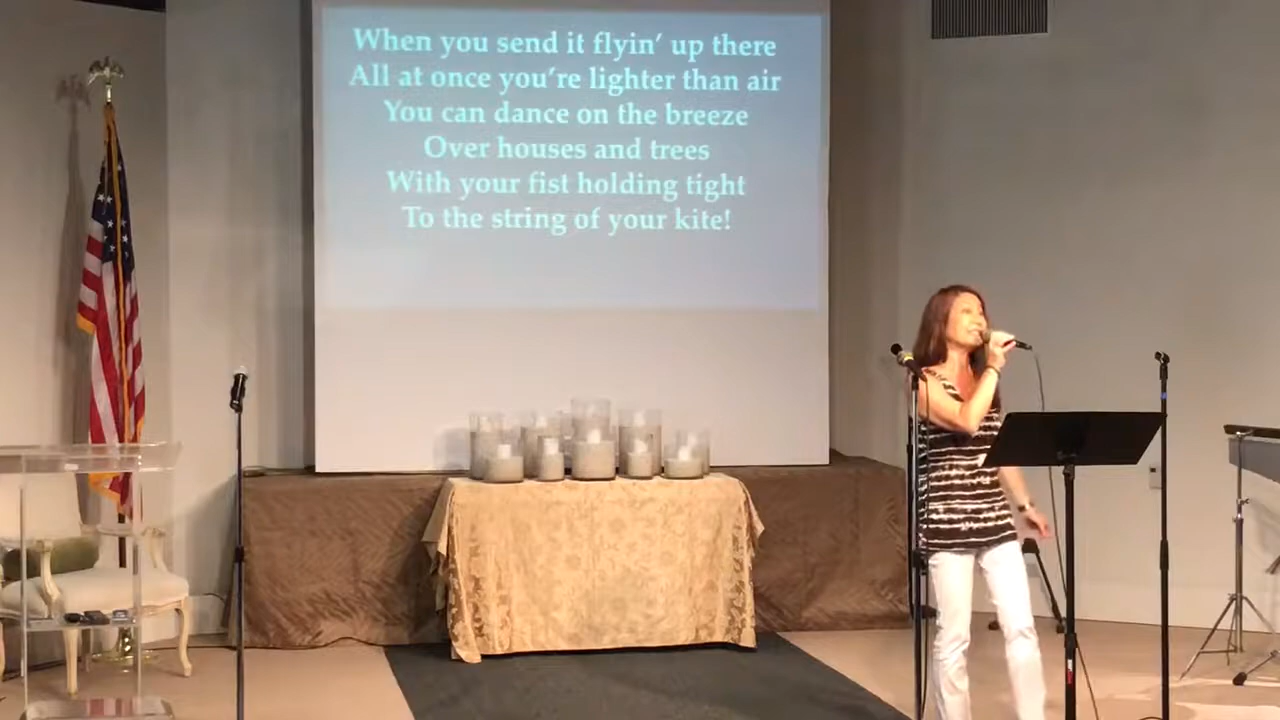 When you send it flyin’ up there
All at once you’re lighter than air
You can dance on the breeze
Over houses and trees
With your fist holding tight
To the string of your kite!